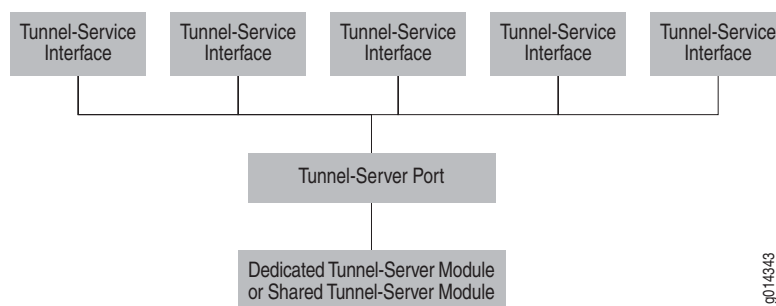 Tunnel-Service
Interface
Tunnel-Service
Interface
Tunnel-Service
Interface
Tunnel-Service
Interface
Tunnel-Service
Interface
Tunnel-Server Port
Dedicated Tunnel-Server Module
or Shared Tunnel-Server Module
g014343